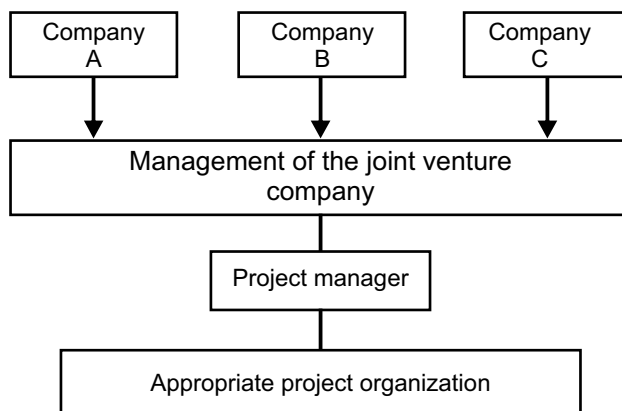 Company
A
Company
B
Company
C
Management of the joint venture
company
Project manager
Appropriate project organization